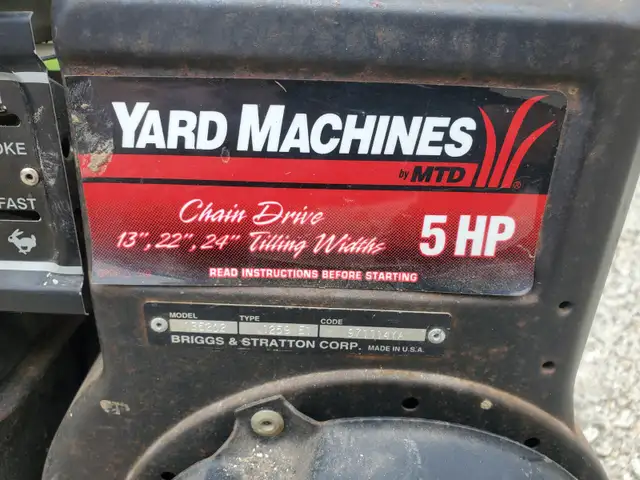 YARD MACHINES
by MTD
®
OKE
FAST
Chain Drive
13", 22", 24" Tilling Widths
5 HP
READ INSTRUCTIONS BEFORE STARTING
MODEL TYPE CODE
BRIGGS & STRATTON CORP. MADE IN U.S.A.